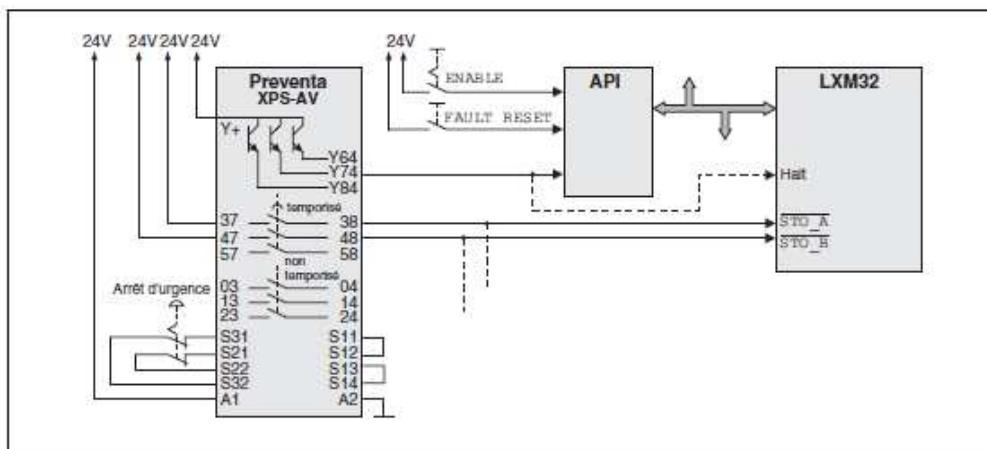 24V 24V 24V 24V 24V
Preventa
XPS-AV
ENABLE
FAULT RESET
API
LXM32
Y+
Y64
Y74
Y84
Halt
37 temporisé 38
47 48
57 58
STO_A
STO_B
non
temporisé
Arrêt d'urgence
03 04
13 14
23 24
S31 S11
S21 S12
S22 S13
S32 S14
A1 A2